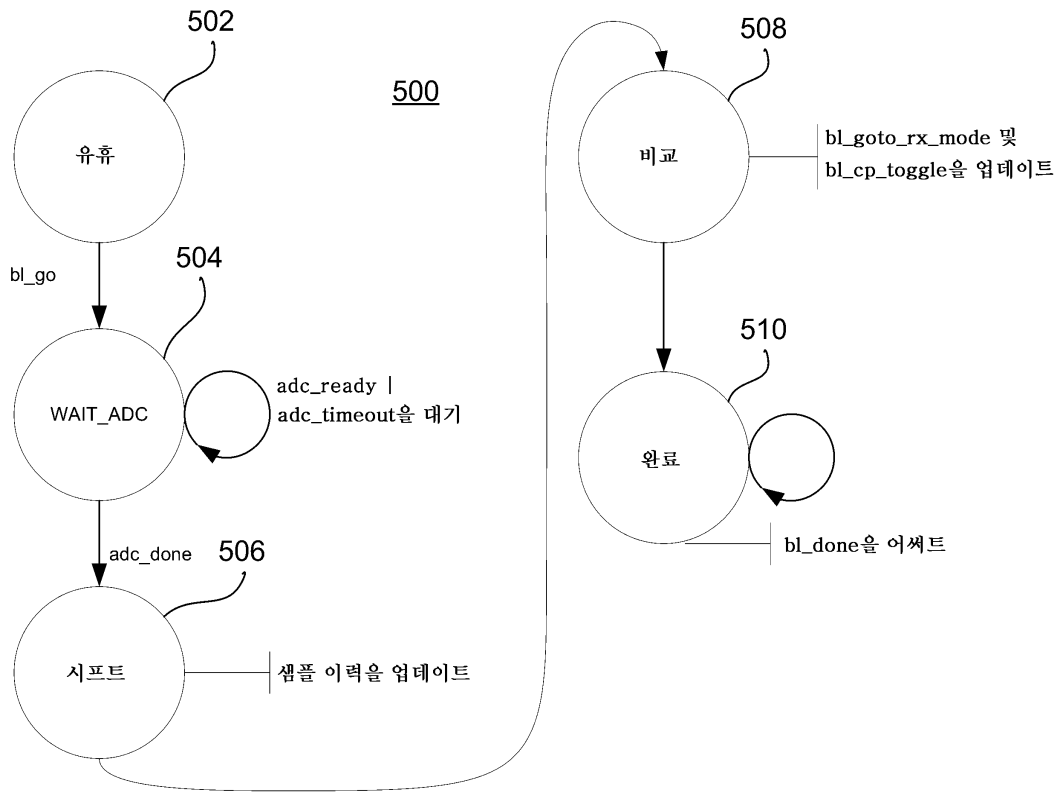 502
500
유휴
bl_go
504
WAIT_ADC
adc_ready |
adc_timeout을 대기
adc_done
506
시프트
샘플 이력을 업데이트
508
비교
bl_goto_rx_mode 및
bl_cp_toggle을 업데이트
510
완료
bl_done을 어써트